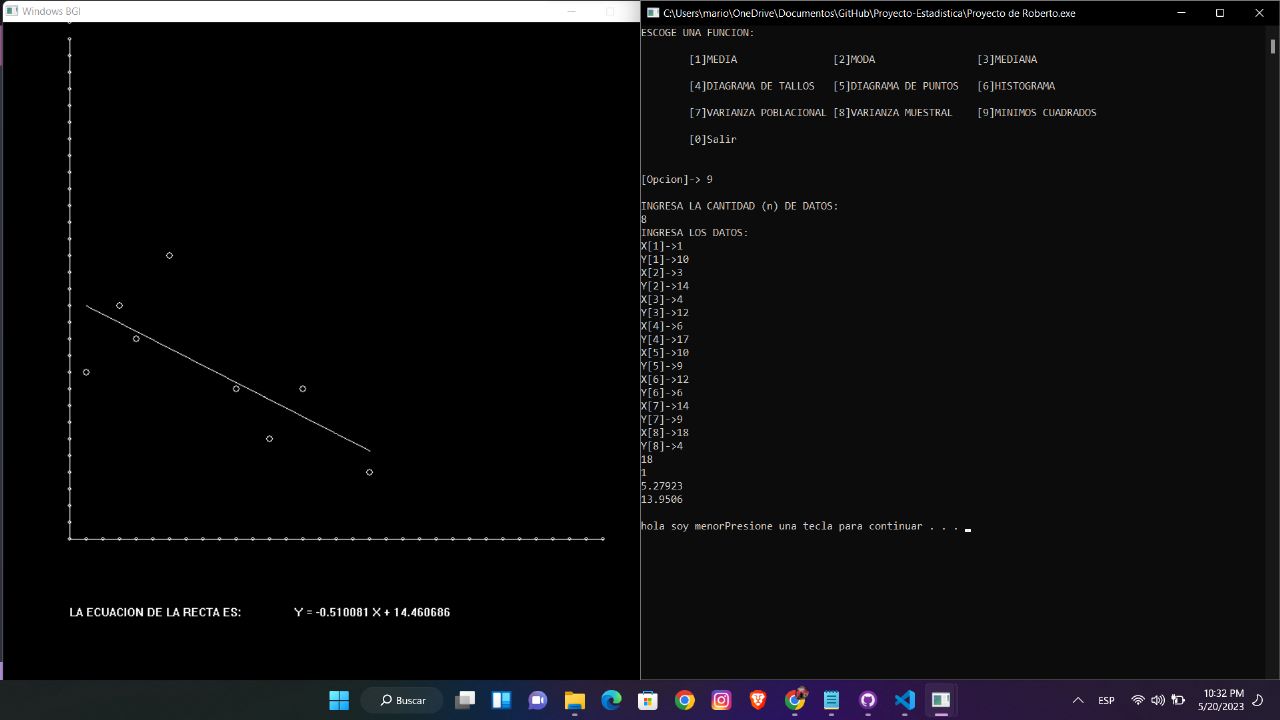 Windows BGI
LA ECUACION DE LA RECTA ES: Y = -0.510081 X + 14.460686
C:\Users\mario\OneDrive\Documentos\GitHub\Proyecto-Estadistica\Proyecto de Roberto.exe
ESCOGE UNA FUNCION:
[1]MEDIA [2]MODA [3]MEDIANA
[4]DIAGRAMA DE TALLOS [5]DIAGRAMA DE PUNTOS [6]HISTOGRAMA
[7]VARIANZA POBLACIONAL [8]VARIANZA MUESTRAL [9]MINIMOS CUADRADOS
[0]Salir
[Opcion]-> 9
INGRESA LA CANTIDAD (n) DE DATOS:
8
INGRESA LOS DATOS:
X[1]->1
Y[1]->10
X[2]->3
Y[2]->14
X[3]->4
Y[3]->12
X[4]->6
Y[4]->17
X[5]->10
Y[5]->9
X[6]->12
Y[6]->6
X[7]->14
Y[7]->9
X[8]->18
Y[8]->4
18
1
5.27923
13.9506
hola soy menorPresione una tecla para continuar . . .
Buscar
ESP
10:32 PM
5/20/2023